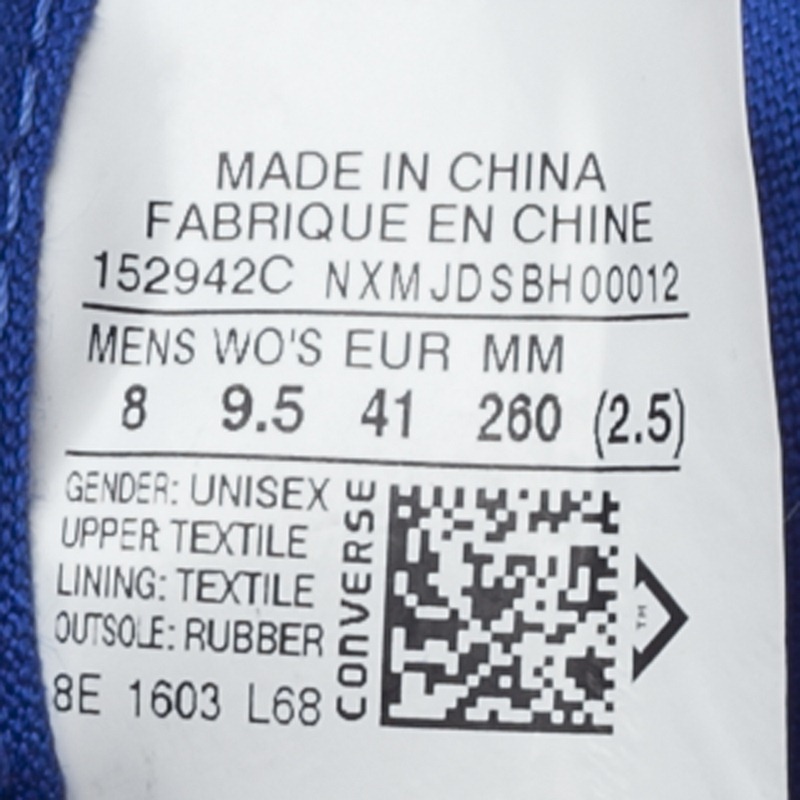 MADE IN CHINA
FABRIQUE EN CHINE
152942C NXMJDSBH00012
MENS WO'S EUR MM
8 9.5 41 260 (2.5)
GENDER: UNISEX
UPPER TEXTILE
LINING: TEXTILE
OUTSOLE: RUBBER
8E 1603 L68
CONVERSE
TM